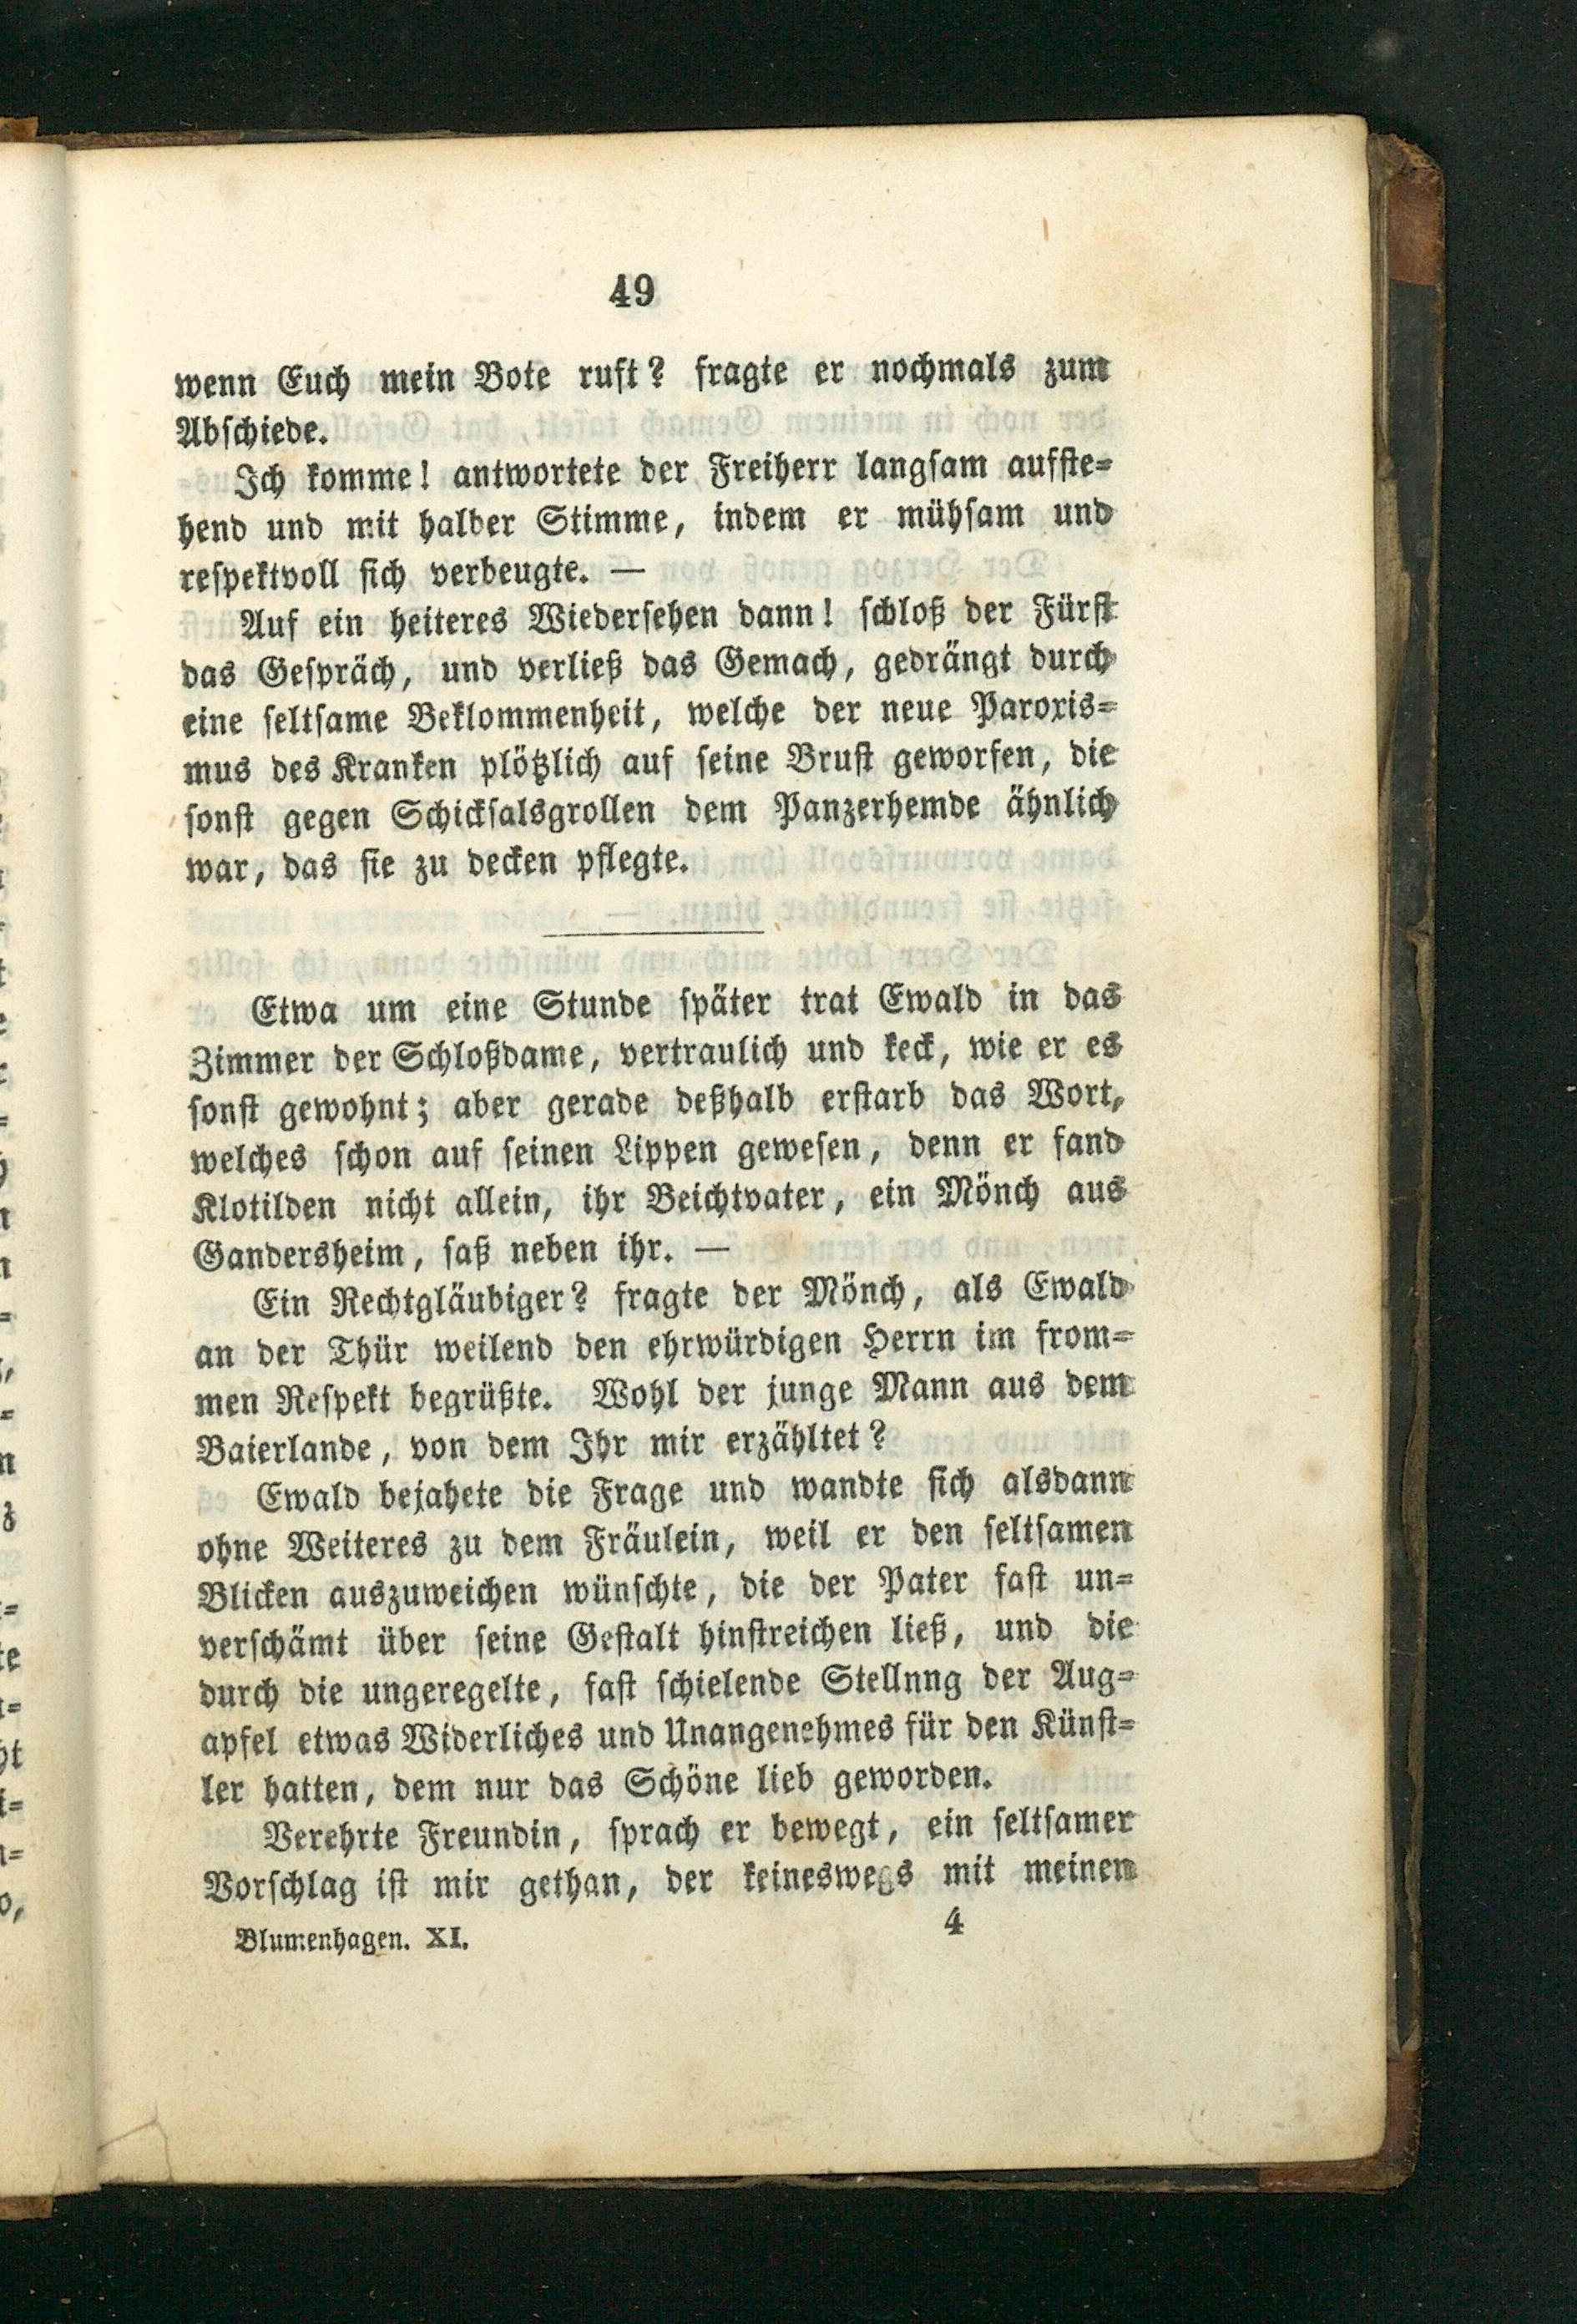 49
wenn Euch mein Bote ruft? fragte er nochmals zum
Abschiede.
Ich komme! antwortete der Freiherr langsam aufste=
hend und mit halber Stimme, indem er mühsam und
respektvoll sich verbeugte. —
Auf ein heiteres Wiedersehen dann! schloß der Fürst
das Gespräch, und verließ das Gemach, gedrängt durch
eine seltsame Beklommenheit, welche der neue Paroxis=
mus des Kranken plötzlich auf seine Brust geworfen, die
sonst gegen Schicksalsgrollen dem Panzerhemde ähnlich
war, das sie zu decken pflegte.
Etwa um eine Stunde später trat Ewald in das
Zimmer der Schloßdame, vertraulich und keck, wie er es
sonst gewohnt; aber gerade deßhalb erstarb das Wort,
welches schon auf seinen Lippen gewesen, denn er fand
Klotilden nicht allein, ihr Beichtvater, ein Mönch aus
Gandersheim, saß neben ihr. —
Ein Rechtgläubiger? fragte der Mönch, als Ewald
an der Thür weilend den ehrwürdigen Herrn im from=
men Respekt begrüßte. Wohl der junge Mann aus dem
Baierlande, von dem Ihr mir erzähltet?
Ewald bejahete die Frage und wandte sich alsdann
ohne Weiteres zu dem Fräulein, weil er den seltsamen
Blicken auszuweichen wünschte, die der Pater fast un=
verschämt über seine Gestalt hinstreichen ließ, und die
durch die ungeregelte, fast schielende Stellnng der Aug=
apfel etwas Widerliches und Unangenehmes für den Künst=
ler hatten, dem nur das Schöne lieb geworden.
Verehrte Freundin, sprach er bewegt, ein seltsamer
Vorschlag ist mir gethan, der keineswegs mit meinen
Blumenhagen. XI. 4